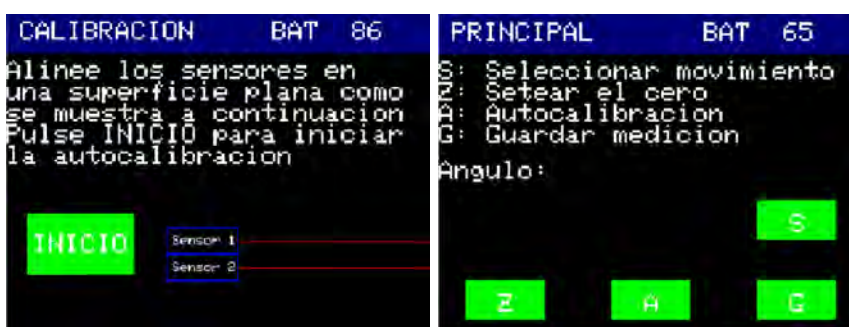 CALIBRACION BAT 86
Alinee los sensores en
una superficie plana como
se muestra a continuacion
Pulse INICIO para iniciar
la autocalibracion
INICIO
Sensor 1
Sensor 2
PRINCIPAL BAT 65
S: Seleccionar movimiento
Z: Setear el cero
A: Autocalibracion
G: Guardar medicion
Angulo:
S
Z A G